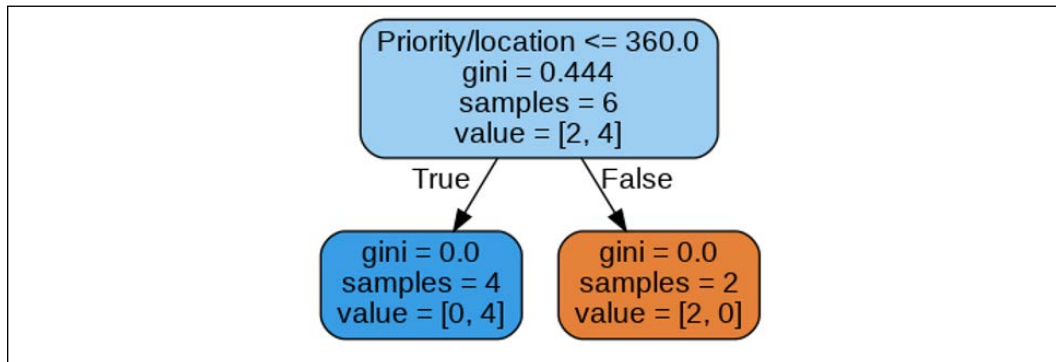 Priority/location <= 360.0
gini = 0.444
samples = 6
value = [2, 4]
True
False
gini = 0.0
samples = 4
value = [0, 4]
gini = 0.0
samples = 2
value = [2, 0]